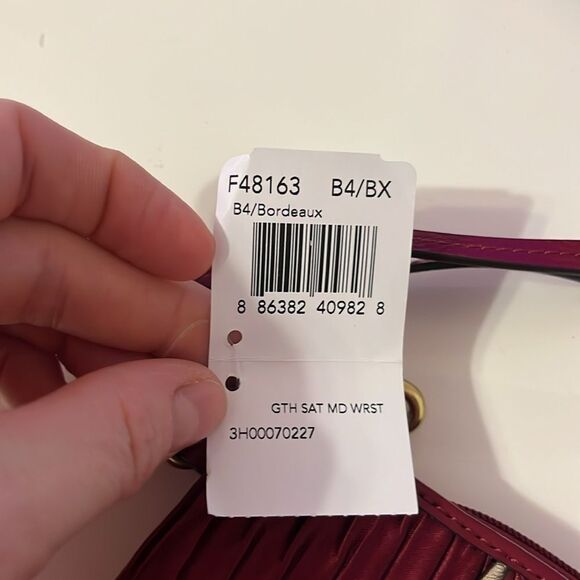 F48163 B4/BX
B4/Bordeaux
8 86382 40982 8
GTH SAT MD WRST
3H00070227